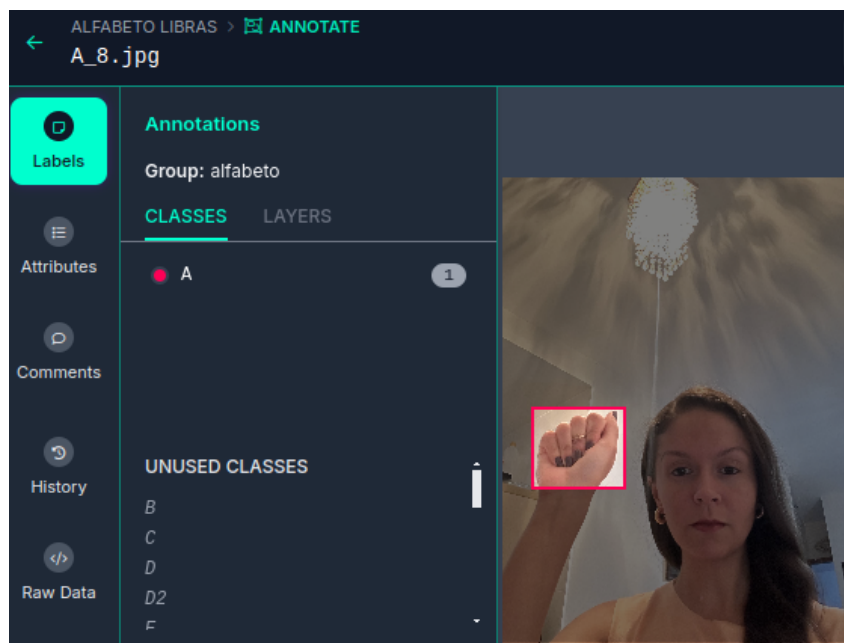 ←
ALFABETO LIBRAS > ANNOTATE
A_8.jpg
Labels
Attributes
Comments
History
Raw Data
Annotations
Group: alfabeto
CLASSES LAYERS
A 1
UNUSED CLASSES
B
C
D
D2